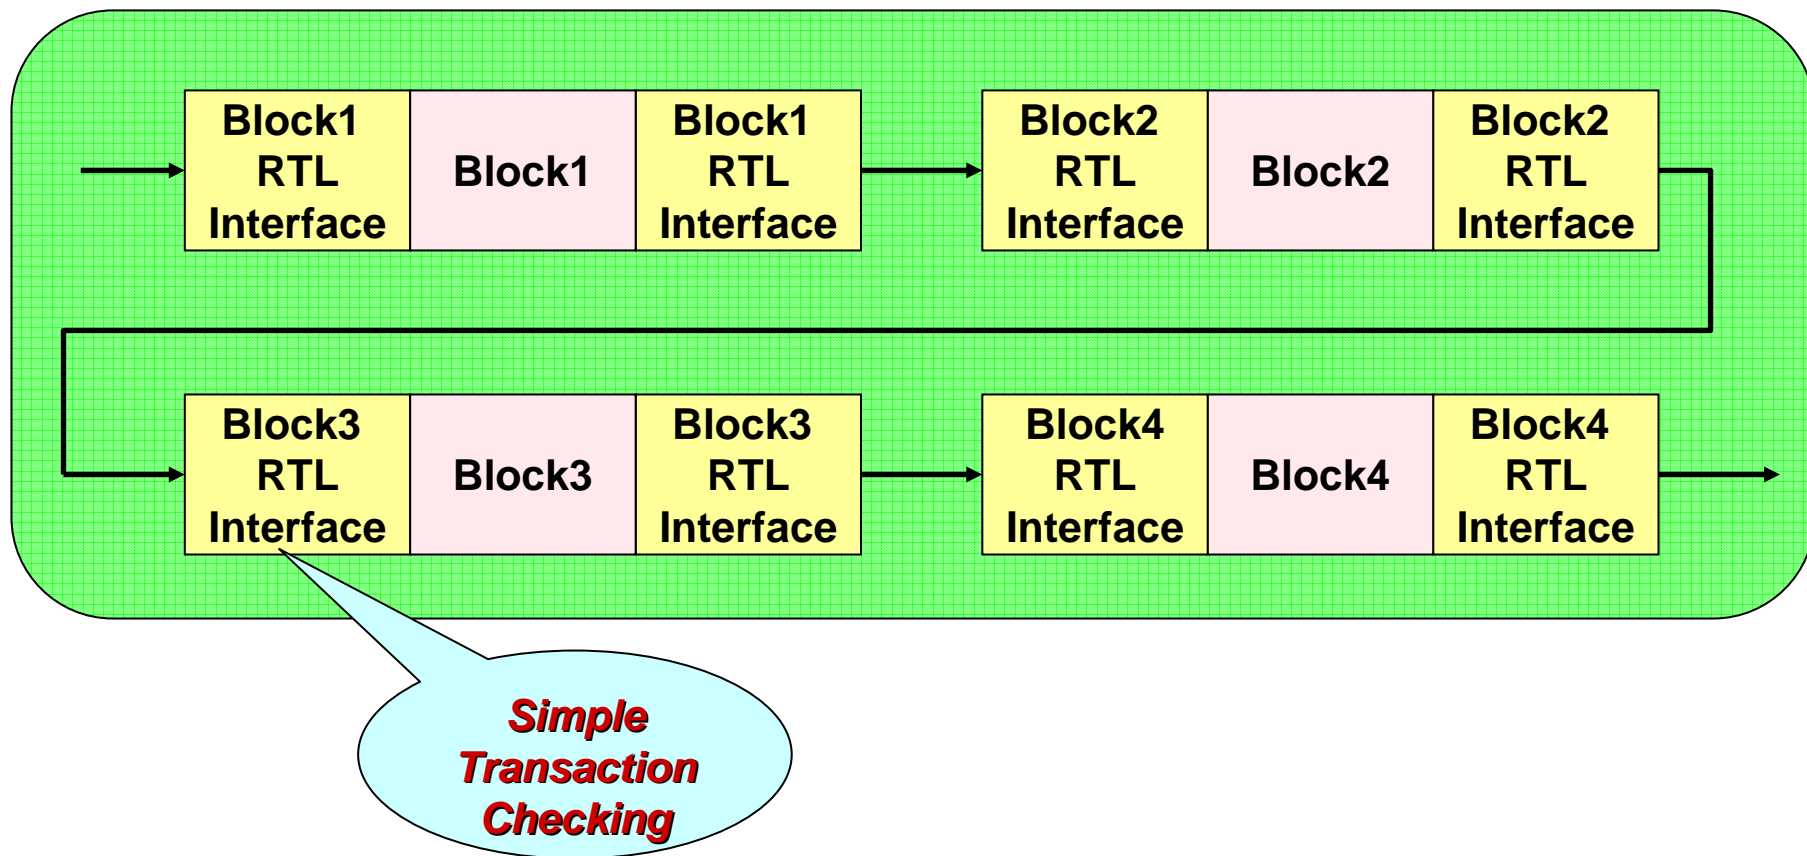 Block1
RTL
Interface
Block1
Block1
RTL
Interface
Block2
RTL
Interface
Block2
Block2
RTL
Interface
Block3
RTL
Interface
Block3
Block3
RTL
Interface
Block4
RTL
Interface
Block4
Block4
RTL
Interface
Simple
Transaction
Checking